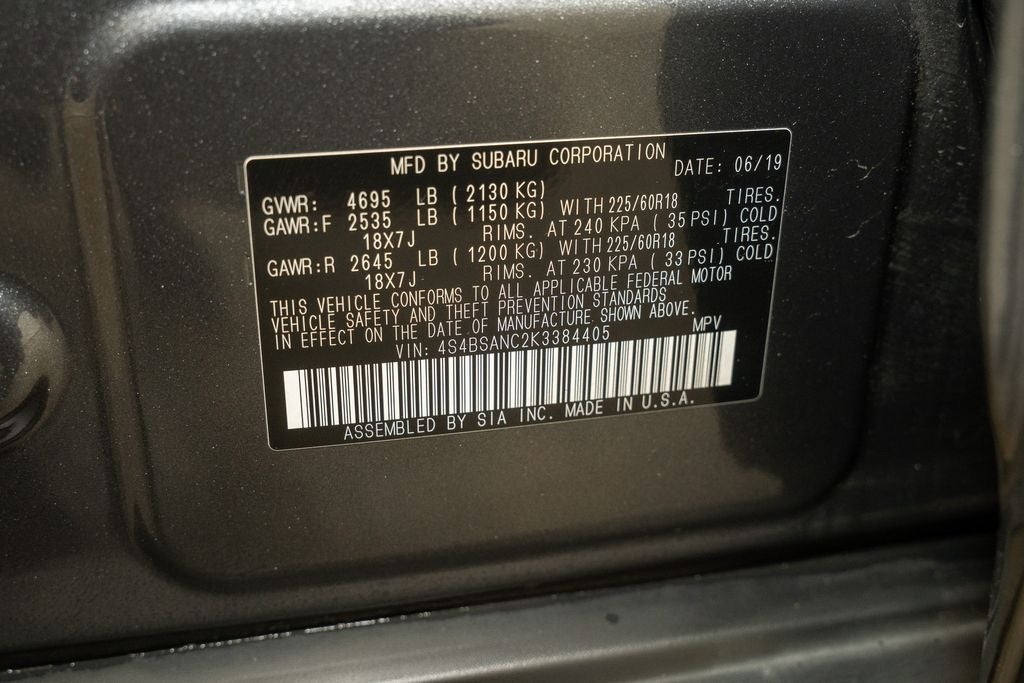 MFD BY SUBARU CORPORATION DATE: 06/19
GVWR: 4695 LB (2130 KG)
GAWR:F 2535 LB (1150 KG) WITH 225/60R18 TIRES.
18X7J RIMS. AT 240 KPA (35 PSI) COLD
GAWR:R 2645 LB (1200 KG) WITH 225/60R18 TIRES.
18X7J RIMS. AT 230 KPA (33 PSI) COLD
THIS VEHICLE CONFORMS TO ALL APPLICABLE FEDERAL MOTOR
VEHICLE SAFETY AND THEFT PREVENTION STANDARDS
IN EFFECT ON THE DATE OF MANUFACTURE SHOWN ABOVE.
VIN: 4S4BSANC2K3384405 MPV
ASSEMBLED BY SIA INC. MADE IN U.S.A.